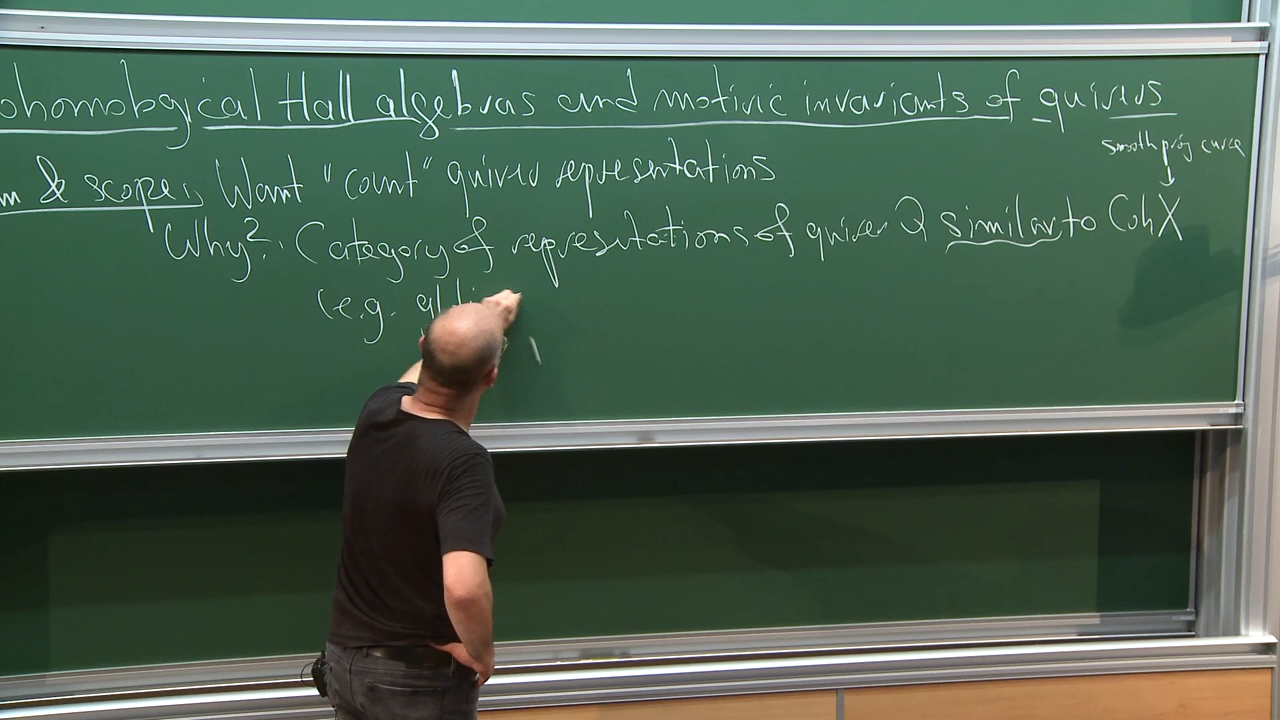 ohomological Hall algebras and motivic invariants of quivers
smooth proj curve
m & scope: Want "count" quiver representations
Why?: Category of representations of quiver Q similar to Coh X
(e.g. gldi